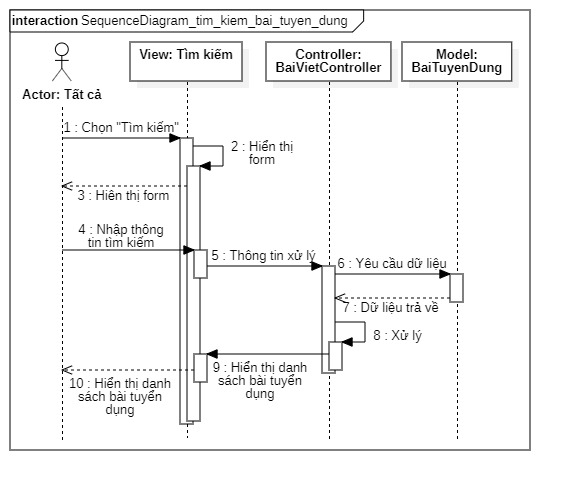 interaction SequenceDiagram_tim_kiem_bai_tuyen_dung
Actor: Tất cả
View: Tìm kiếm
Controller:
BaiVietController
Model:
BaiTuyenDung
1 : Chọn "Tìm kiếm"
2 : Hiển thị
form
3 : Hiên thị form
4 : Nhập thông
tin tìm kiếm
5 : Thông tin xử lý
6 : Yêu cầu dữ liệu
7 : Dữ liệu trả về
8 : Xử lý
9 : Hiển thị danh
sách bài tuyển
dụng
10 : Hiển thị danh
sách bài tuyển
dụng